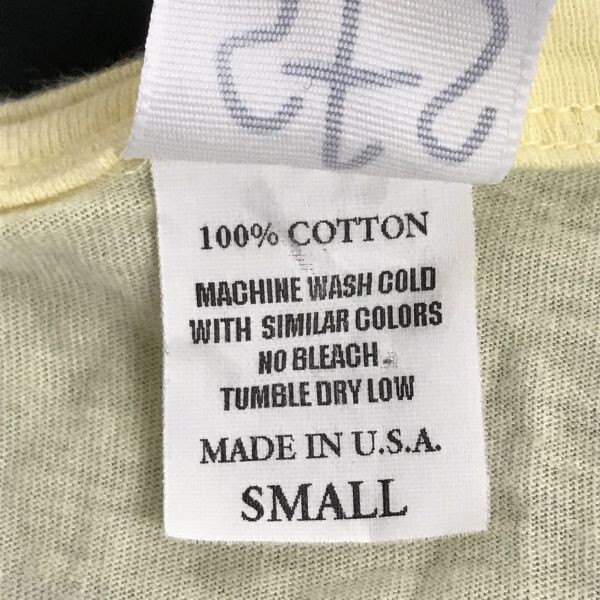 100% COTTON
MACHINE WASH COLD
WITH SIMILAR COLORS
NO BLEACH
TUMBLE DRY LOW
MADE IN U.S.A.
SMALL